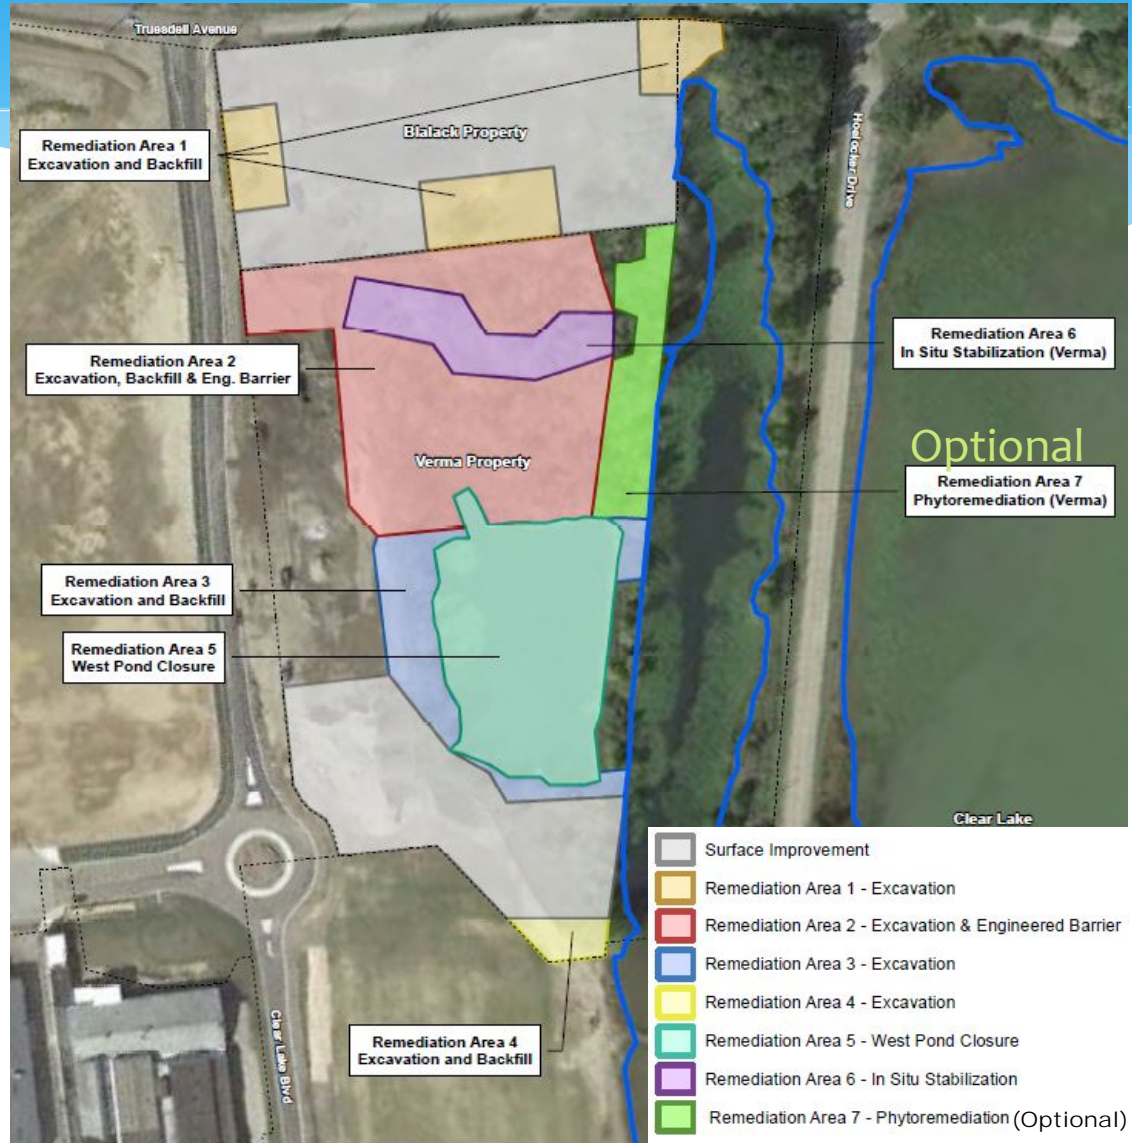 Truesdell Avenue
Remediation Area 1
Excavation and Backfill
Blalack Property
Hoelocker Drive
Remediation Area 2
Excavation, Backfill & Eng. Barrier
Remediation Area 6
In Situ Stabilization (Verma)
Optional
Verma Property
Remediation Area 7
Phytoremediation (Verma)
Remediation Area 3
Excavation and Backfill
Remediation Area 5
West Pond Closure
Clear Lake
Clear Lake Blvd
Remediation Area 4
Excavation and Backfill
Surface Improvement
Remediation Area 1 - Excavation
Remediation Area 2 - Excavation & Engineered Barrier
Remediation Area 3 - Excavation
Remediation Area 4 - Excavation
Remediation Area 5 - West Pond Closure
Remediation Area 6 - In Situ Stabilization
Remediation Area 7 - Phytoremediation (Optional)